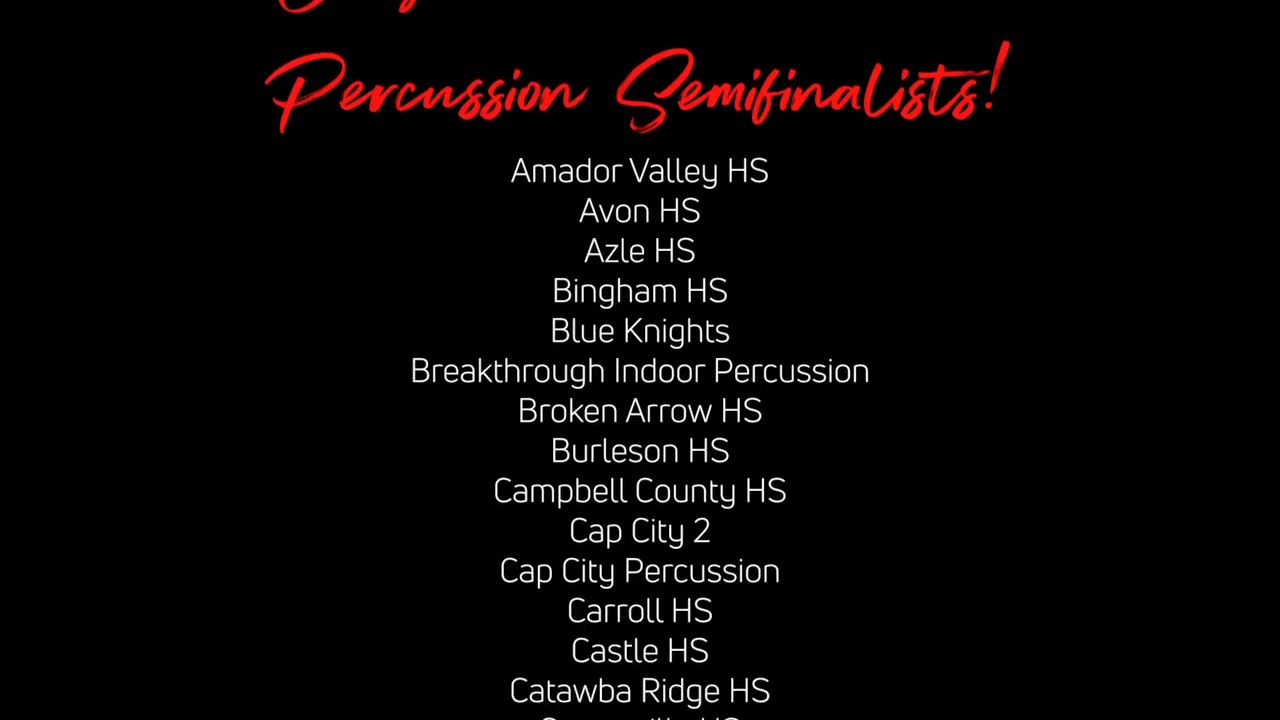 Percussion Semifinalists!
Amador Valley HS
Avon HS
Azle HS
Bingham HS
Blue Knights
Breakthrough Indoor Percussion
Broken Arrow HS
Burleson HS
Campbell County HS
Cap City 2
Cap City Percussion
Carroll HS
Castle HS
Catawba Ridge HS